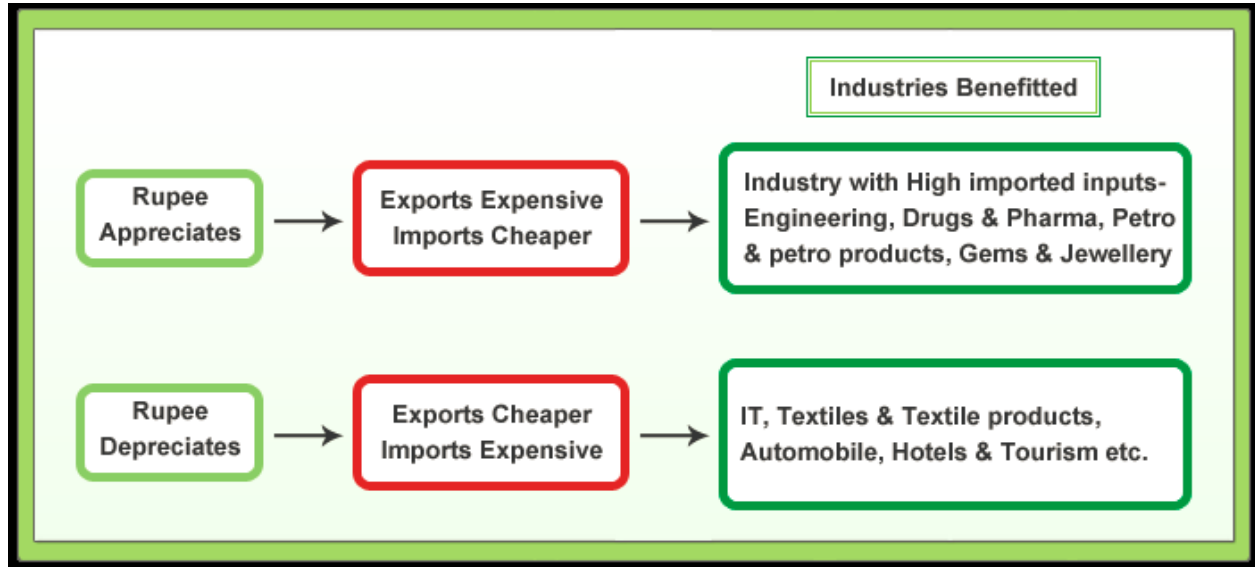 Industries Benefitted
Rupee
Appreciates
Exports Expensive
Imports Cheaper
Industry with High imported inputs-
Engineering, Drugs & Pharma, Petro
& petro products, Gems & Jewellery
Rupee
Depreciates
Exports Cheaper
Imports Expensive
IT, Textiles & Textile products,
Automobile, Hotels & Tourism etc.